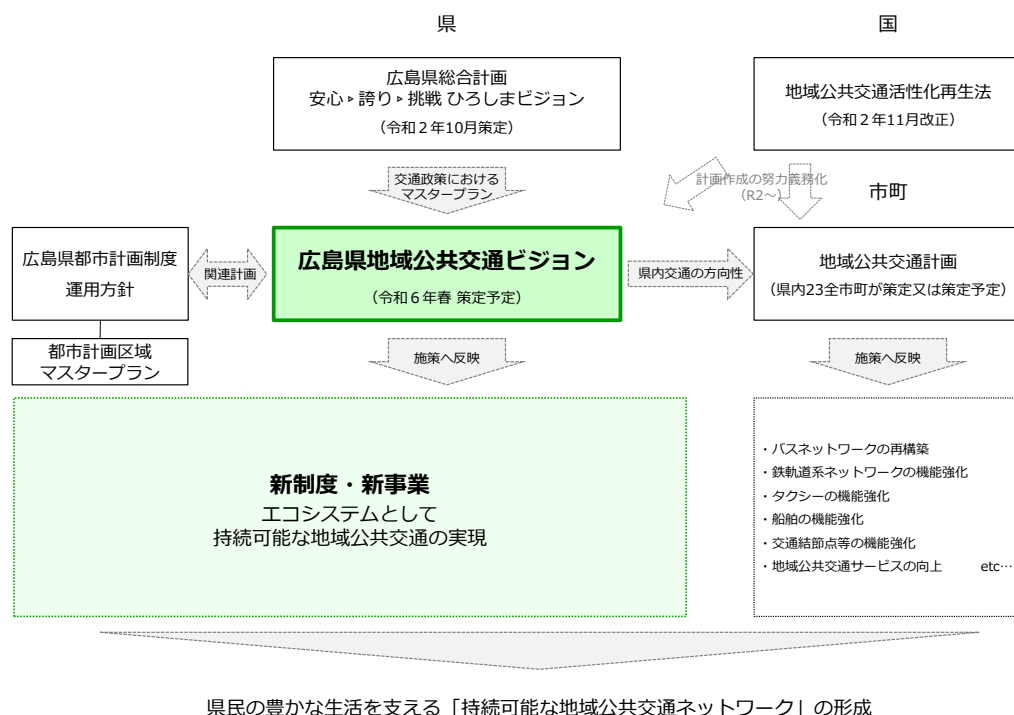 県
国
広島県総合計画
安心▹誇り▹挑戦 ひろしまビジョン
（令和２年10月策定）
地域公共交通活性化再生法
（令和２年11月改正）
交通政策における
マスタープラン
計画作成の努力義務化
（R2～）
市町
広島県都市計画制度
運用方針
関連計画
広島県地域公共交通ビジョン
（令和６年春 策定予定）
県内交通の方向性
地域公共交通計画
（県内23全市町が策定又は策定予定）
都市計画区域
マスタープラン
施策へ反映
施策へ反映
新制度・新事業
エコシステムとして
持続可能な地域公共交通の実現
・バスネットワークの再構築
・鉄軌道系ネットワークの機能強化
・タクシーの機能強化
・船舶の機能強化
・交通結節点等の機能強化
・地域公共交通サービスの向上　　etc…
県民の豊かな生活を支える「持続可能な地域公共交通ネットワーク」の形成